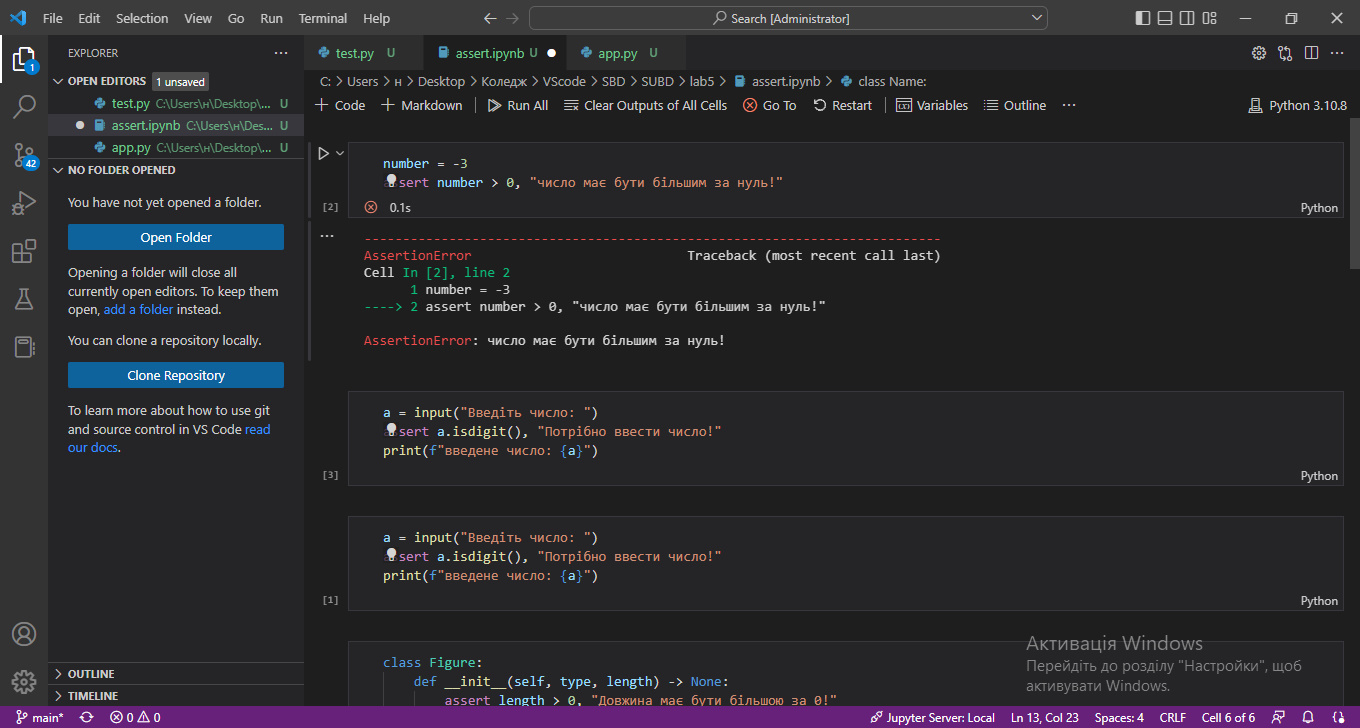 File Edit Selection View Go Run Terminal Help Search [Administrator]
EXPLORER
OPEN EDITORS 1 unsaved
test.py C:\Users\н\Desktop\... U
assert.ipynb C:\Users\н\Des... U
app.py C:\Users\н\Desktop\... U
NO FOLDER OPENED
You have not yet opened a folder.
Open Folder
Opening a folder will close all
currently open editors. To keep them
open, add a folder instead.
You can clone a repository locally.
Clone Repository
To learn more about how to use git
and source control in VS Code read
our docs.
OUTLINE
TIMELINE
1
42
test.py U assert.ipynb U app.py U
C: > Users > н > Desktop > Коледж > VScode > SBD > SUBD > lab5 > assert.ipynb > class Name:
+ Code + Markdown Run All Clear Outputs of All Cells Go To Restart Variables Outline ... Python 3.10.8
number = -3
sert number > 0, "число має бути більшим за нуль!"
[2] 0.1s Python
---------------------------------------------------------------------------
AssertionError Traceback (most recent call last)
Cell In [2], line 2
1 number = -3
----> 2 assert number > 0, "число має бути більшим за нуль!"
AssertionError: число має бути більшим за нуль!
a = input("Введіть число: ")
sert a.isdigit(), "Потрібно ввести число!"
print(f"введене число: {a}")
[3] Python
a = input("Введіть число: ")
sert a.isdigit(), "Потрібно ввести число!"
print(f"введене число: {a}")
[1] Python
class Figure:
def __init__(self, type, length) -> None:
assert length > 0, "Довжина має бути більшою за 0!"
Активація Windows
Перейдіть до розділу "Настройки", щоб
активувати Windows.
main* 0 0 Jupyter Server: Local Ln 13, Col 23 Spaces: 4 CRLF Cell 6 of 6